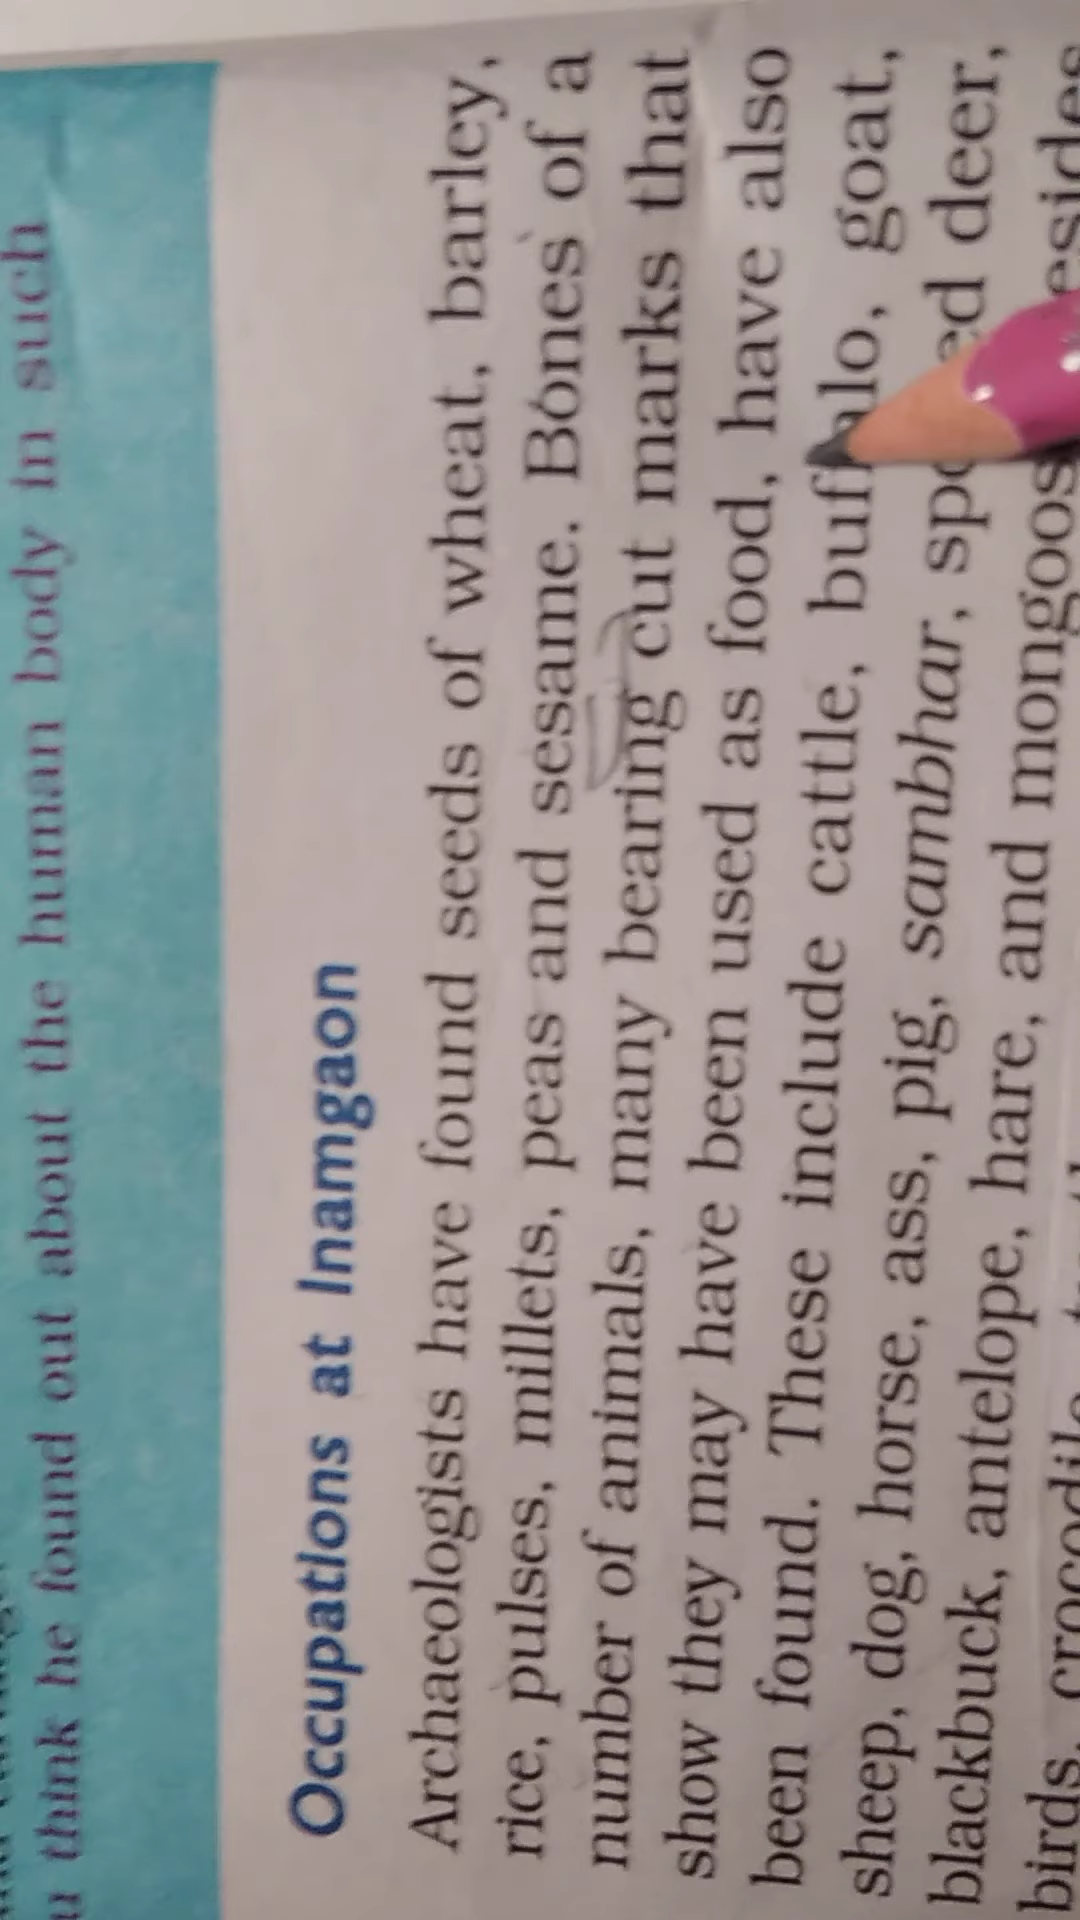 think he found out about the human body in such
Occupations at Inamgaon
Archaeologists have found seeds of wheat, barley,
rice, pulses, millets, peas and sesame. Bones of a
number of animals, many bearing cut marks that
show they may have been used as food, have also
been found. These include cattle, buffalo, goat,
sheep, dog, horse, ass, pig, sambhar, spotted deer,
blackbuck, antelope, hare, and mongoose,
birds, crocodile